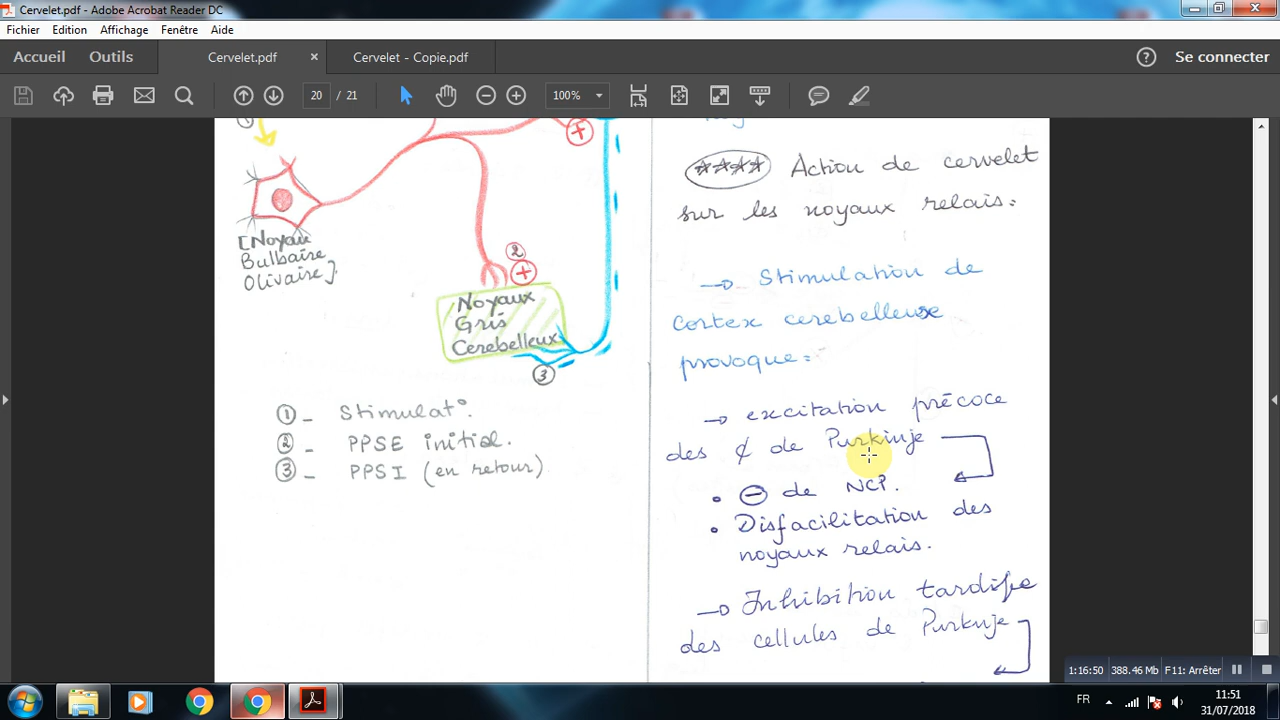 Cervelet.pdf - Adobe Acrobat Reader DC
Fichier Edition Affichage Fenêtre Aide
Accueil Outils Cervelet.pdf × Cervelet - Copie.pdf ? Se connecter
20 / 21 100%
+
[Noyau
Bulbaire
Olivaire].
2
+
Noyaux
Gris
Cerebelleux
3
1 - Stimulat°.
2 - PPSE initial.
3 - PPSI (en retour).
**** Action de cervelet
sur les noyaux relais:
→ Stimulation de
cortex cerebelleuse
provoque:
→ excitation précoce
des ₵ de Purkinje
• ⊖ de NCP.
• Disfacilitation des
noyaux relais.
→ Inhibition tardife
des cellules de Purkuje
1:16:50 388.46 Mb F11: Arrêter
FR 11:51
31/07/2018